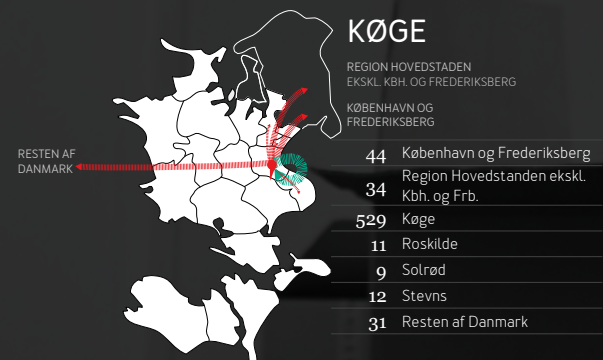 KØGE
REGION HOVEDSTADEN
EKSKL. KBH. OG FREDERIKSBERG
KØBENHAVN OG
FREDERIKSBERG
RESTEN AF
DANMARK
44 København og Frederiksberg
34 Region Hovedstanden ekskl.
Kbh. og Frb.
529 Køge
11 Roskilde
9 Solrød
12 Stevns
31 Resten af Danmark